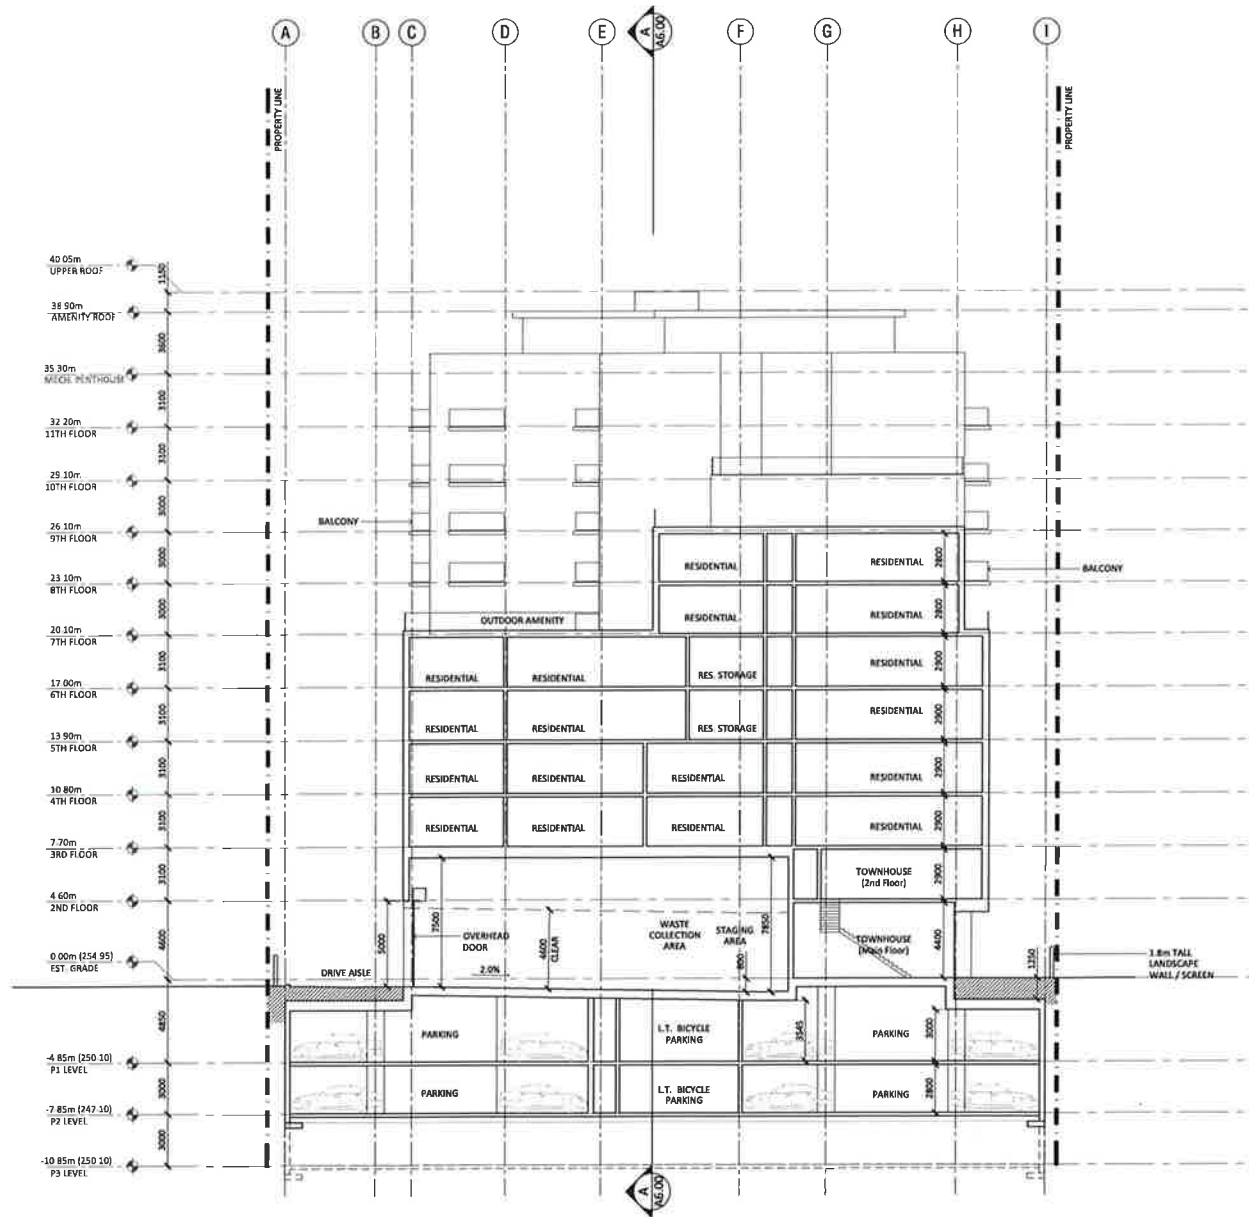 A B C D E F G H I
A
A6.00
PROPERTY LINE
PROPERTY LINE
40 05m
UPPER ROOF
1150
38 90m
AMENITY ROOF
3600
35 30m
MECH. PENTHOUSE
3100
32 20m
11TH FLOOR
3100
29 10m
10TH FLOOR
3000
26 10m
9TH FLOOR
BALCONY
3000
RESIDENTIAL
RESIDENTIAL
2800
BALCONY
23 10m
8TH FLOOR
3000
RESIDENTIAL
RESIDENTIAL
2800
OUTDOOR AMENITY
20 10m
7TH FLOOR
3100
RESIDENTIAL
RESIDENTIAL
RES. STORAGE
RESIDENTIAL
2900
17 00m
6TH FLOOR
3100
RESIDENTIAL
RESIDENTIAL
RES. STORAGE
RESIDENTIAL
2900
13 90m
5TH FLOOR
3100
RESIDENTIAL
RESIDENTIAL
RESIDENTIAL
RESIDENTIAL
2900
10 80m
4TH FLOOR
3100
RESIDENTIAL
RESIDENTIAL
RESIDENTIAL
RESIDENTIAL
2900
7.70m
3RD FLOOR
3100
TOWNHOUSE
(2nd Floor)
2900
4 60m
2ND FLOOR
4600
5000
7500
OVERHEAD
DOOR
4600
CLEAR
WASTE
COLLECTION
AREA
STAGING
AREA
800
7850
TOWNHOUSE
(Main Floor)
4400
1250
1.8m TALL
LANDSCAPE
WALL / SCREEN
0.00m (254 95)
EST. GRADE
DRIVE AISLE
2.0%
4850
PARKING
L.T. BICYCLE
PARKING
3545
PARKING
3000
-4 85m (250.10)
P1 LEVEL
3000
PARKING
L.T. BICYCLE
PARKING
PARKING
2800
-7 85m (247 10)
P2 LEVEL
3000
-10 85m (250 10)
P3 LEVEL
A
A6.00